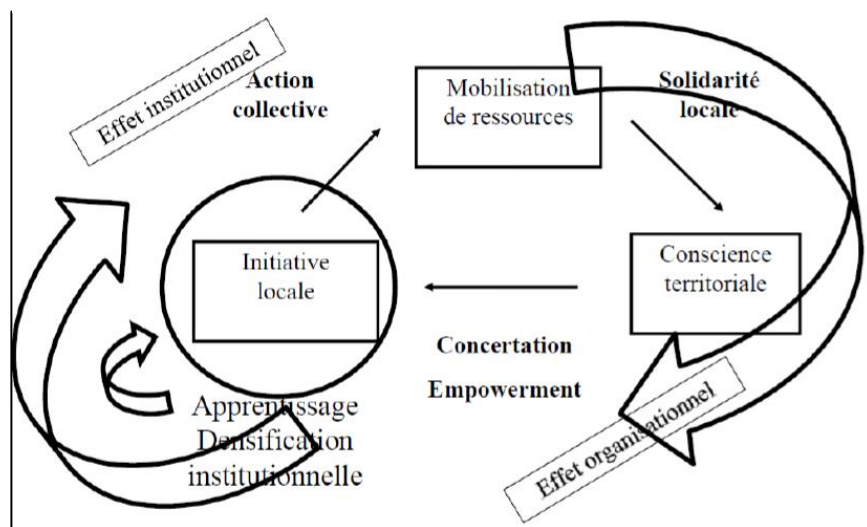 Effet institutionnel
Action
collective
Mobilisation
de ressources
Solidarité
locale
Initiative
locale
Conscience
territoriale
Concertation
Empowerment
Apprentissage
Densification
institutionnelle
Effet organisationnel